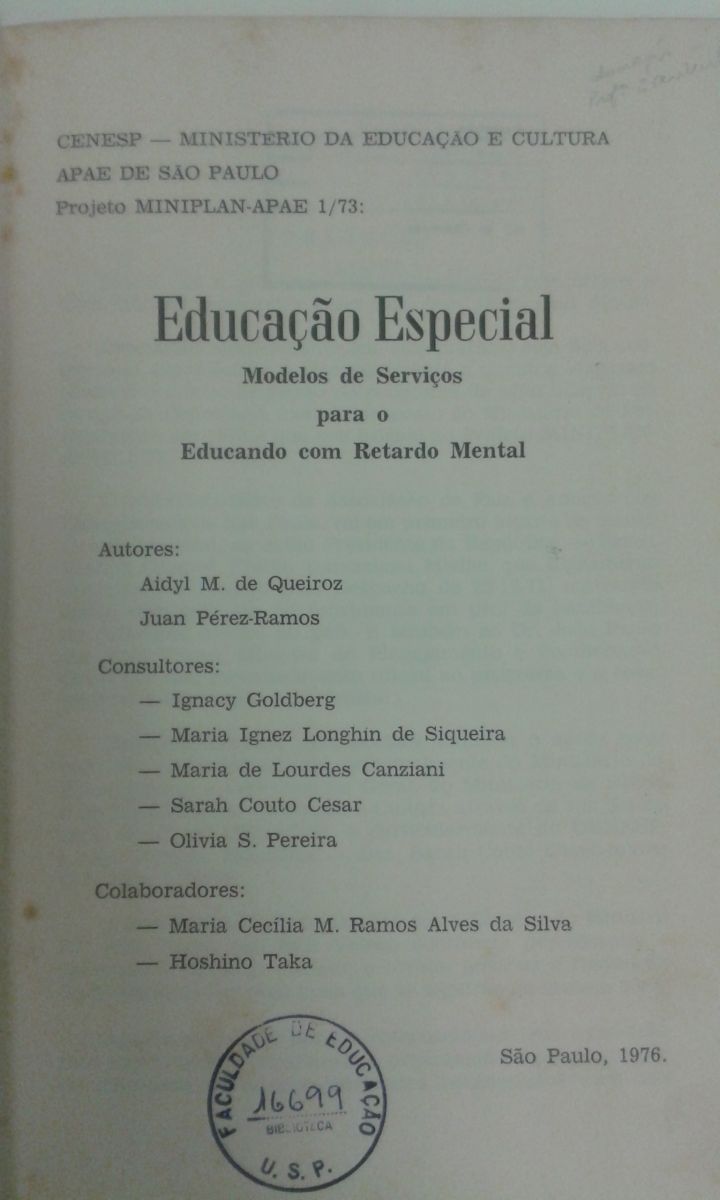 CENESP — MINISTÉRIO DA EDUCAÇÃO E CULTURA
APAE DE SÃO PAULO
Projeto MINIPLAN-APAE 1/73:
Educação Especial
Modelos de Serviços
para o
Educando com Retardo Mental
Autores:
Aidyl M. de Queiroz
Juan Pérez-Ramos
Consultores:
— Ignacy Goldberg
— Maria Ignez Longhin de Siqueira
— Maria de Lourdes Canziani
— Sarah Couto Cesar
— Olivia S. Pereira
Colaboradores:
— Maria Cecília M. Ramos Alves da Silva
— Hoshino Taka
São Paulo, 1976.
FACULDADE DE EDUCAÇÃO
16699
BIBLIOTECA
U. S. P.